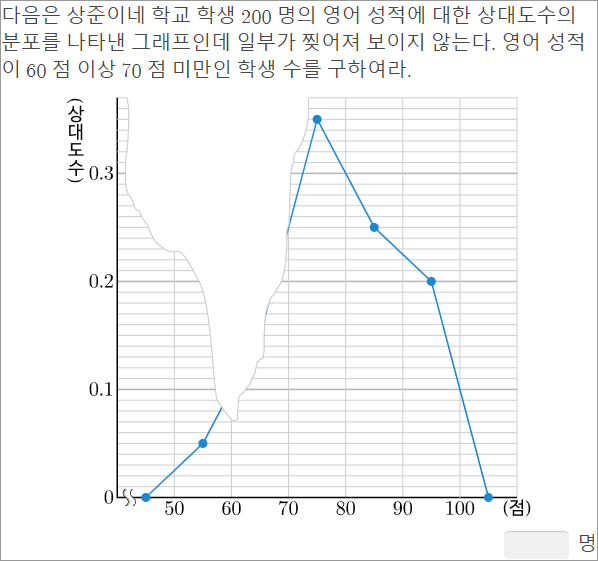 다음은 상준이네 학교 학생 200 명의 영어 성적에 대한 상대도수의
분포를 나타낸 그래프인데 일부가 찢어져 보이지 않는다. 영어 성적
이 60 점 이상 70 점 미만인 학생 수를 구하여라.
(상대도수)
0.3
0.2
0.1
0
50 60 70 80 90 100 (점)
명